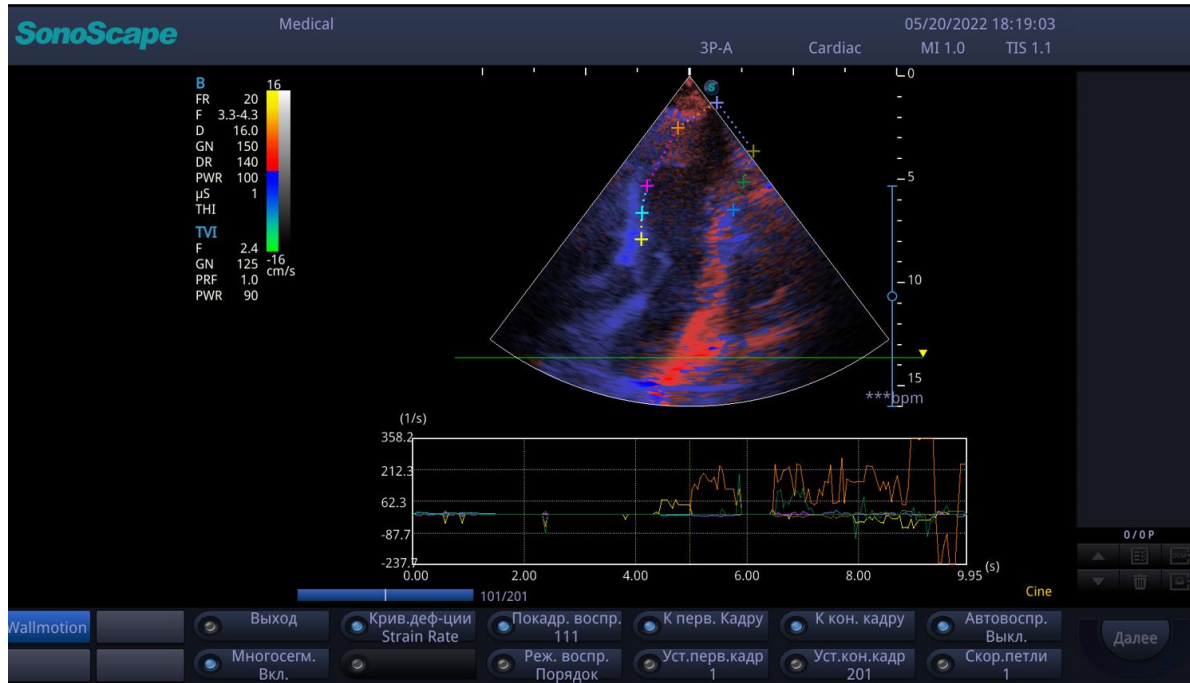 SonoScape
Medical
05/20/2022 18:19:03
3P-A Cardiac MI 1.0 TIS 1.1
B
FR 20
F 3.3-4.3
D 16.0
GN 150
DR 140
PWR 100
µS 1
THI
TVI
F 2.4
GN 125
PRF 1.0
PWR 90
16
-16
cm/s
0
5
10
15
***bpm
(1/s)
358.2
212.3
62.3
-87.7
-237.7
0.00 2.00 4.00 6.00 8.00 9.95 (s)
101/201
Cine
0 / 0 P
Wallmotion
Выход
Крив.деф-ции
Strain Rate
Покадр. воспр.
111
К перв. Кадру
К кон. кадру
Автовоспр.
Выкл.
Далее
Многосегм.
Вкл.
Реж. воспр.
Порядок
Уст.перв.кадр
1
Уст.кон.кадр
201
Скор.петли
1